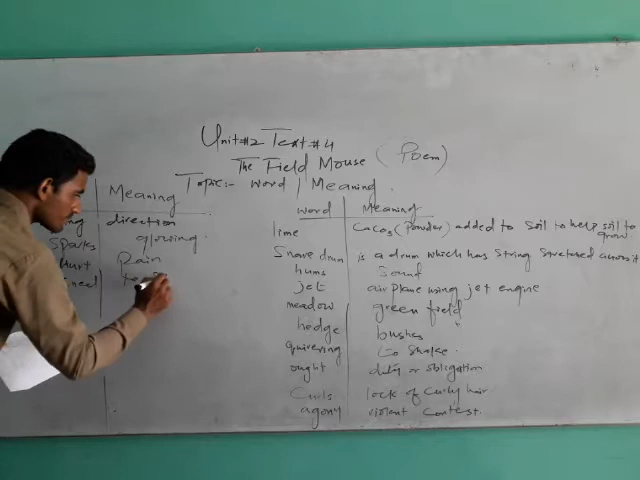 Unit#2 Text#4
The Field Mouse (Poem)
Topic:- word / Meaning.
Meaning
direction
Sparks glowing.
Hurt Pain
word Meaning
lime CaCo3 (Powder) added to Soil to help soil to grow.
Snare drum is a drum which has string stretched across it
hums Sound
jet airplane using jet engine
meadow green field
hedge bushes
quivering to shake.
ought duty or obligation
Curls lock of Curly hair
agony violent Contest.